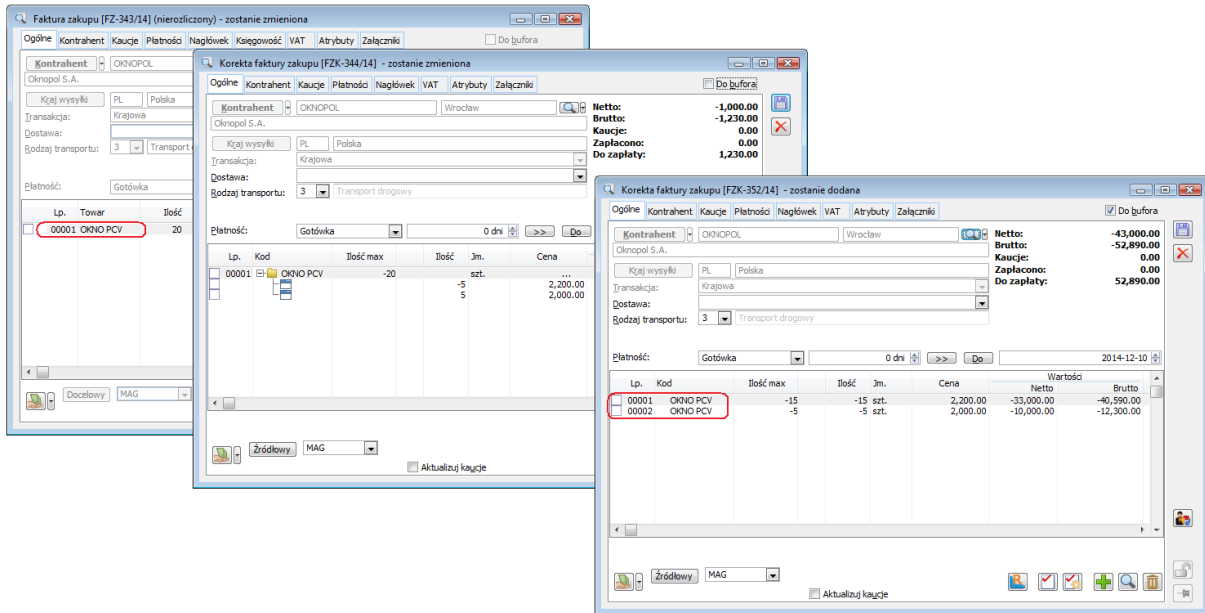 Faktura zakupu [FZ-343/14] (nierozliczony) - zostanie zmieniona
Ogólne Kontrahent Kaucje Płatności Nagłówek Księgowość VAT Atrybuty Załączniki Do bufora
Kontrahent OKNOPOL
Oknopol S.A.
Kraj wysyłki PL Polska
Transakcja: Krajowa
Dostawa:
Rodzaj transportu: 3 Transport
Płatność: Gotówka
Lp. Towar Ilość
00001 OKNO PCV 20
Docelowy MAG
Korekta faktury zakupu [FZK-344/14] - zostanie zmieniona
Ogólne Kontrahent Kaucje Płatności Nagłówek VAT Atrybuty Załączniki Do bufora
Kontrahent OKNOPOL Wrocław
Oknopol S.A.
Kraj wysyłki PL Polska
Transakcja: Krajowa
Dostawa:
Rodzaj transportu: 3 Transport drogowy
Netto: -1,000.00
Brutto: -1,230.00
Kaucje: 0.00
Zapłacono: 0.00
Do zapłaty: 1,230.00
Płatność: Gotówka 0 dni >> Do
Lp. Kod Ilość max Ilość Jm. Cena
00001 OKNO PCV -20 szt. ...
-5 2,200.00
5 2,000.00
Źródłowy MAG
Aktualizuj kaucje
Korekta faktury zakupu [FZK-352/14] - zostanie dodana
Ogólne Kontrahent Kaucje Płatności Nagłówek VAT Atrybuty Załączniki Do bufora
Kontrahent OKNOPOL Wrocław
Oknopol S.A.
Kraj wysyłki PL Polska
Transakcja: Krajowa
Dostawa:
Rodzaj transportu: 3 Transport drogowy
Netto: -43,000.00
Brutto: -52,890.00
Kaucje: 0.00
Zapłacono: 0.00
Do zapłaty: 52,890.00
Płatność: Gotówka 0 dni >> Do 2014-12-10
Lp. Kod Ilość max Ilość Jm. Cena Wartości
Netto Brutto
00001 OKNO PCV -15 -15 szt. 2,200.00 -33,000.00 -40,590.00
00002 OKNO PCV -5 -5 szt. 2,000.00 -10,000.00 -12,300.00
Źródłowy MAG
Aktualizuj kaucje